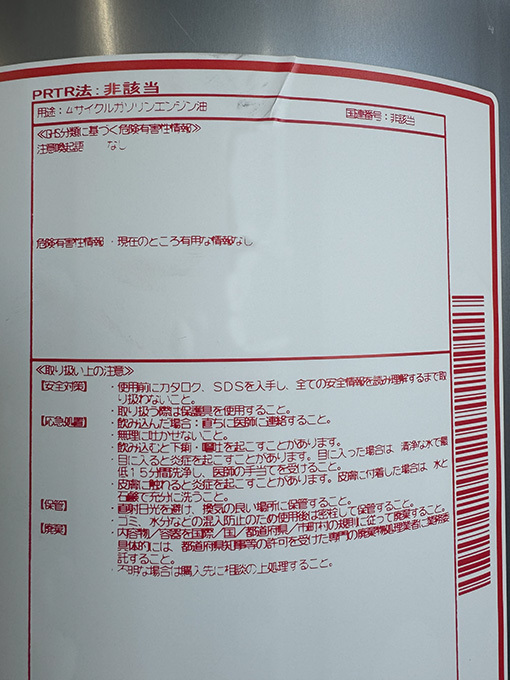 PRTR法：非該当
用途：4サイクルガソリンエンジン油 国連番号：非該当
≪GHS分類に基づく危険有害性情報≫
注意喚起語 なし
危険有害性情報 ・現在のところ有用な情報なし
≪取り扱い上の注意≫
【安全対策】 ・使用前にカタログ、SDSを入手し、全ての安全情報を読み理解するまで取
り扱わないこと。
・取り扱う際は保護具を使用すること。
【応急処置】 ・飲み込んだ場合：直ちに医師に連絡すること。
・無理に吐かせないこと。
・飲み込むと下痢・嘔吐を起こすことがあります。
・目に入ると炎症を起こすことがあります。目に入った場合は 清浄な水で最
低15分間洗浄し、医師の手当てを受けること。
・皮膚に触れると炎症を起こすことがあります。皮膚に付着した場合は 水と
石鹸で充分に洗うこと。
【保管】 ・直射日光を避け、換気の良い場所に保管すること。
・ゴミ、水分などの混入防止のため使用後は密栓して保管すること。
【廃棄】 ・内容物／容器を国際／国／都道府県／市町村の規則に従って廃棄すること。
具体的には、都道府県知事等の許可を受けた専門の廃棄物処理業者に業務委
託すること。
・不明な場合は購入先に相談の上処理すること。